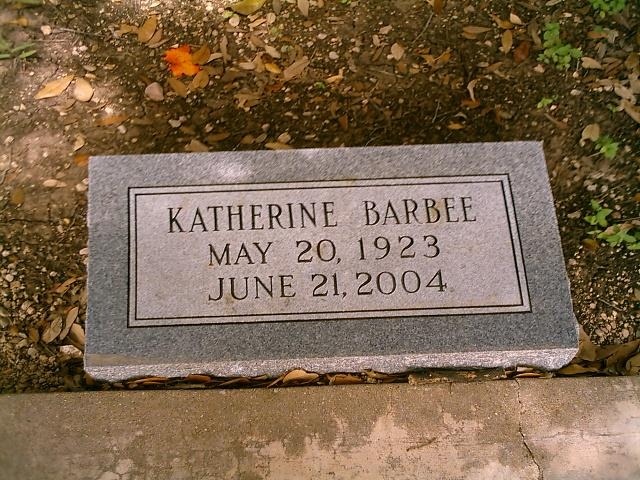 KATHERINE BARBEE
MAY 20, 1923
JUNE 21, 2004